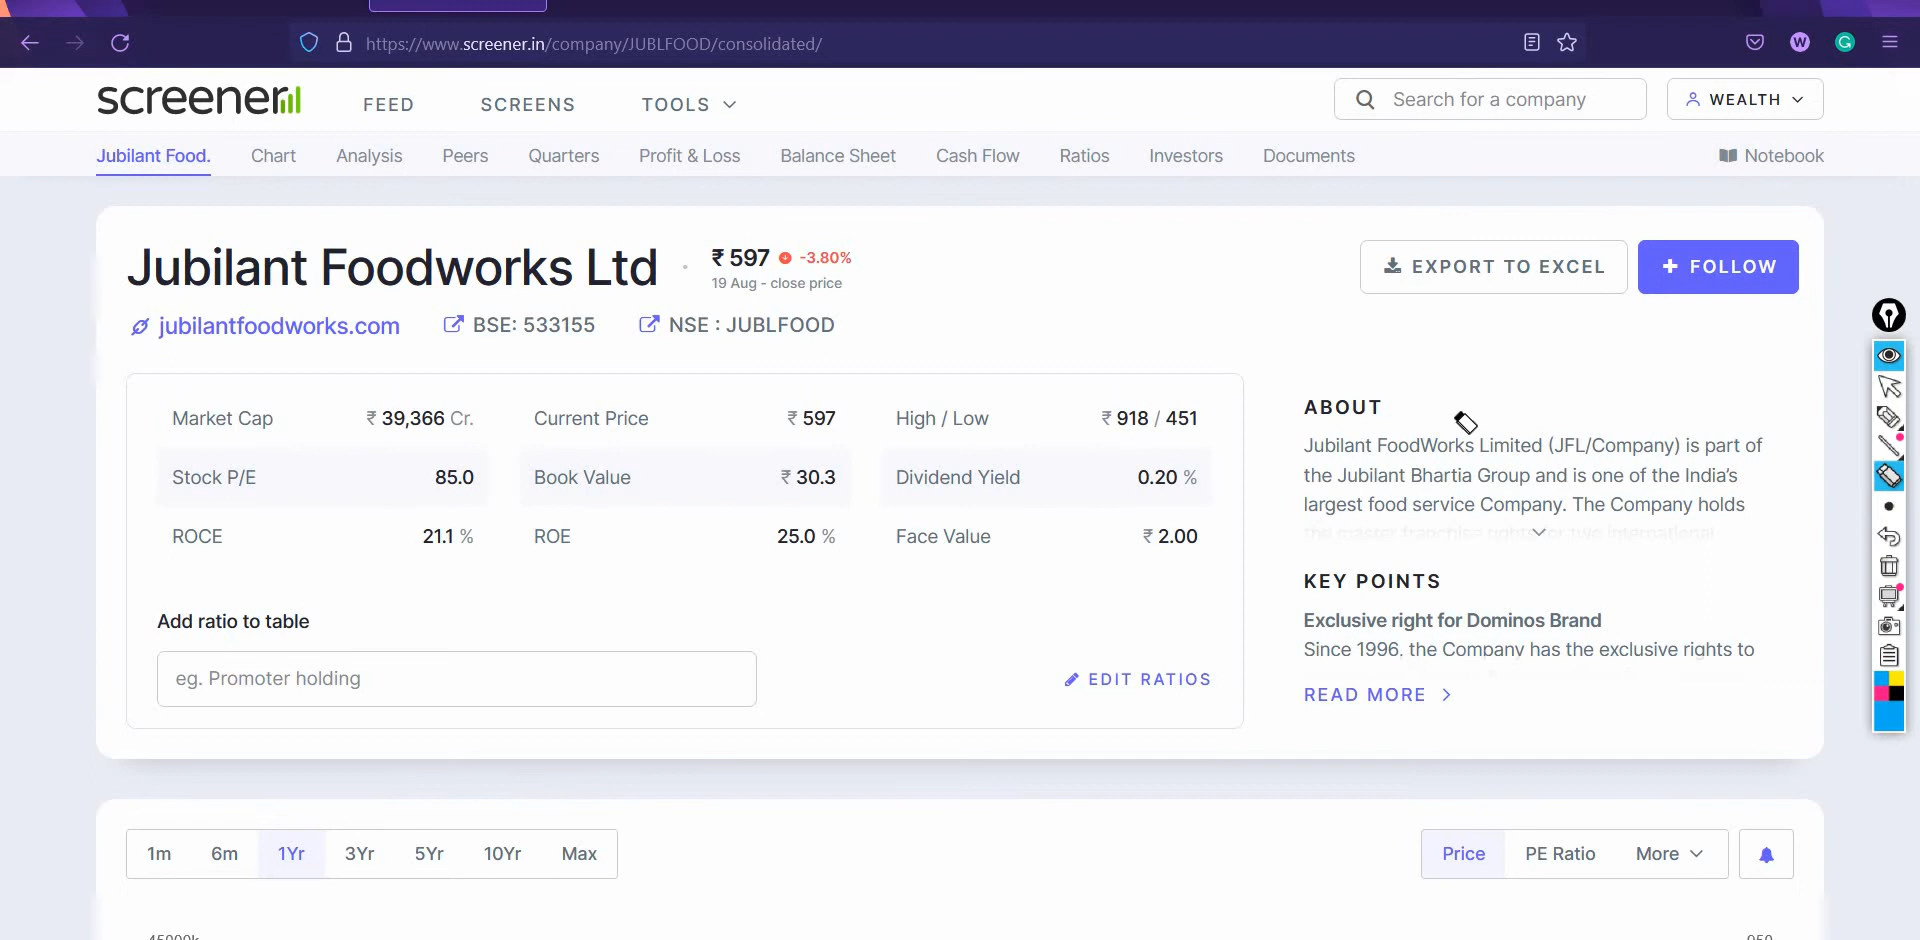 https://www.screener.in/company/JUBLFOOD/consolidated/
W
G
screener
FEED
SCREENS
TOOLS
Search for a company
WEALTH
Jubilant Food.
Chart
Analysis
Peers
Quarters
Profit & Loss
Balance Sheet
Cash Flow
Ratios
Investors
Documents
Notebook
Jubilant Foodworks Ltd
₹ 597 -3.80%
19 Aug - close price
EXPORT TO EXCEL
+ FOLLOW
jubilantfoodworks.com
BSE: 533155
NSE : JUBLFOOD
Market Cap ₹ 39,366 Cr.
Current Price ₹ 597
High / Low ₹ 918 / 451
Stock P/E 85.0
Book Value ₹ 30.3
Dividend Yield 0.20 %
ROCE 21.1 %
ROE 25.0 %
Face Value ₹ 2.00
Add ratio to table
eg. Promoter holding
EDIT RATIOS
ABOUT
Jubilant FoodWorks Limited (JFL/Company) is part of
the Jubilant Bhartia Group and is one of the India's
largest food service Company. The Company holds
the master franchise rights for two international
KEY POINTS
Exclusive right for Dominos Brand
Since 1996, the Company has the exclusive rights to
READ MORE
1m
6m
1Yr
3Yr
5Yr
10Yr
Max
Price
PE Ratio
More